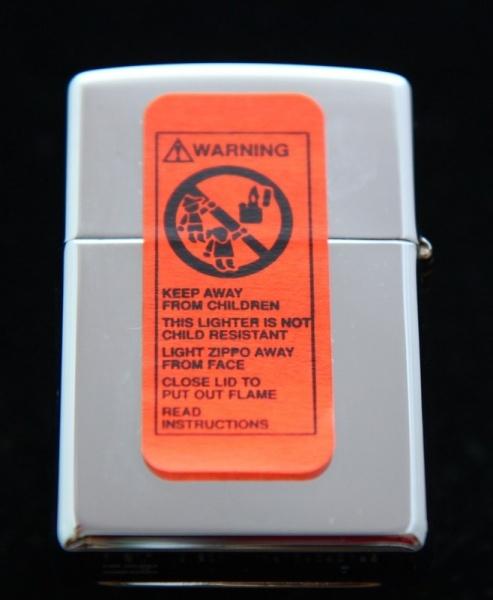 WARNING
KEEP AWAY
FROM CHILDREN
THIS LIGHTER IS NOT
CHILD RESISTANT
LIGHT ZIPPO AWAY
FROM FACE
CLOSE LID TO
PUT OUT FLAME
READ
INSTRUCTIONS